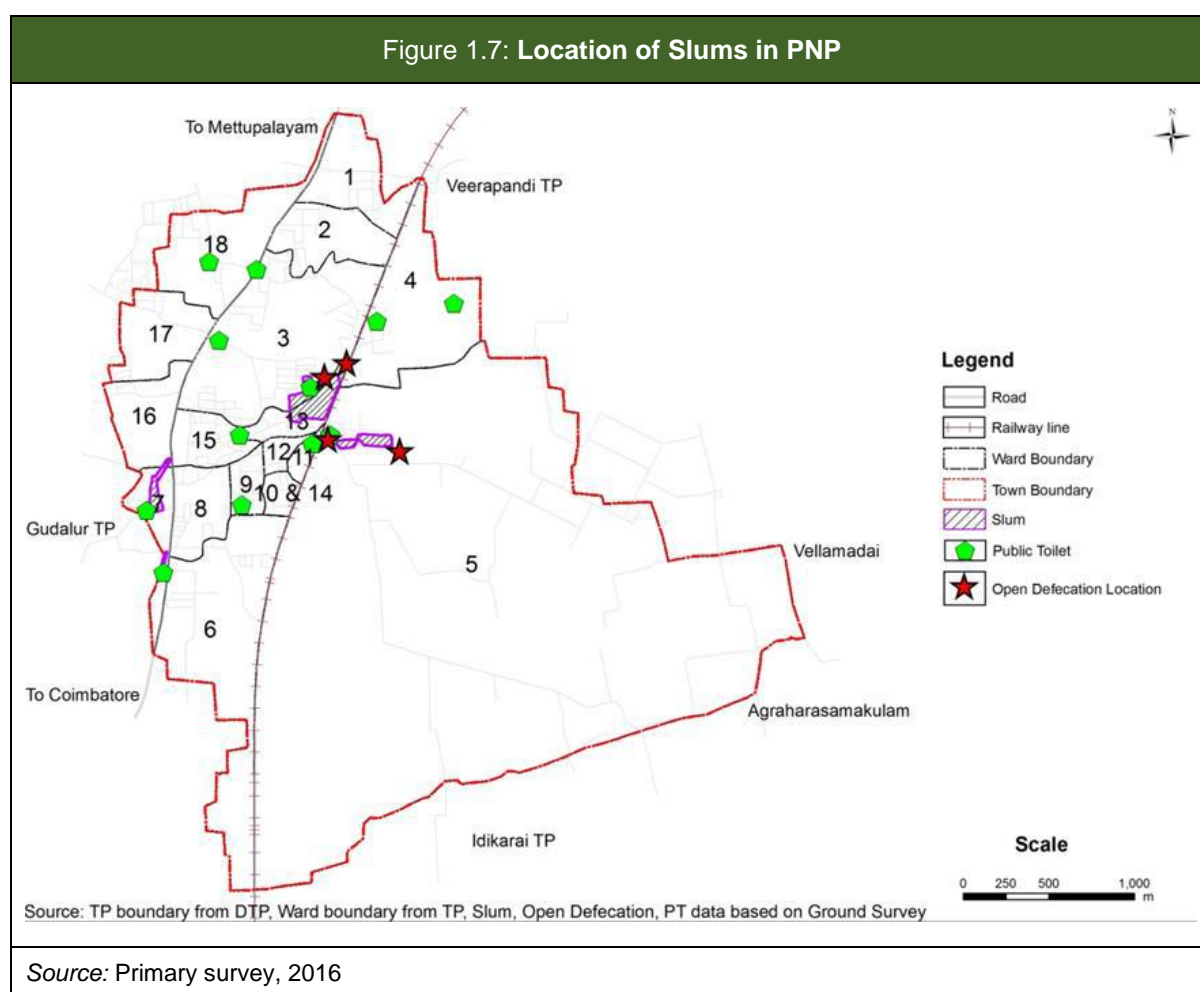 Figure 1.7: Location of Slums in PNP
To Mettupalayam
N
1
Veerapandi TP
2
18
4
17
3
Legend
Road
16
13
Railway line
15
12
11
Ward Boundary
9
10 & 14
Town Boundary
7
8
Slum
Gudalur TP
5
Vellamadai
Public Toilet
Open Defecation Location
6
To Coimbatore
Agraharasamakulam
Idikarai TP
Scale
0 250 500 1,000
m
Source: TP boundary from DTP, Ward boundary from TP, Slum, Open Defecation, PT data based on Ground Survey
Source: Primary survey, 2016